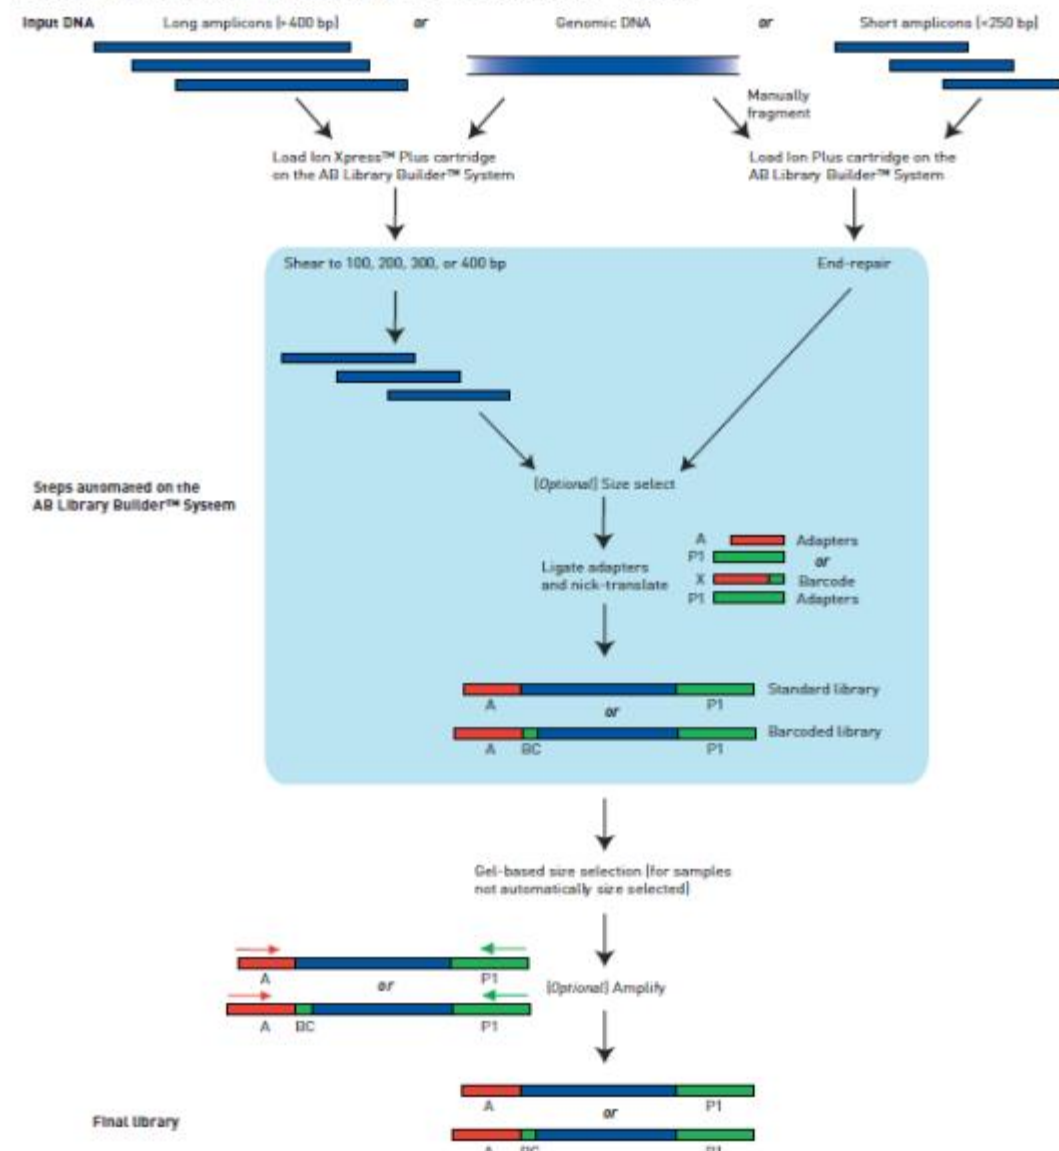 Input DNA
Long amplicons (>400 bp)
or
Genomic DNA
or
Short amplicons (<250 bp)
Manually
fragment
Load Ion Xpress™ Plus cartridge
on the AB Library Builder™ System
Load Ion Plus cartridge on the
AB Library Builder™ System
Shear to 100, 200, 300, or 400 bp
End-repair
Steps automated on the
AB Library Builder™ System
(Optional) Size select
Ligate adapters
and nick-translate
A
Adapters
P1
or
X
Barcode
P1
Adapters
Standard library
A
P1
or
Barcoded library
A
BC
P1
Gel-based size selection (for samples
not automatically size selected)
A
P1
or
(Optional) Amplify
A
BC
P1
Final library
A
P1
or
A
BC
P1